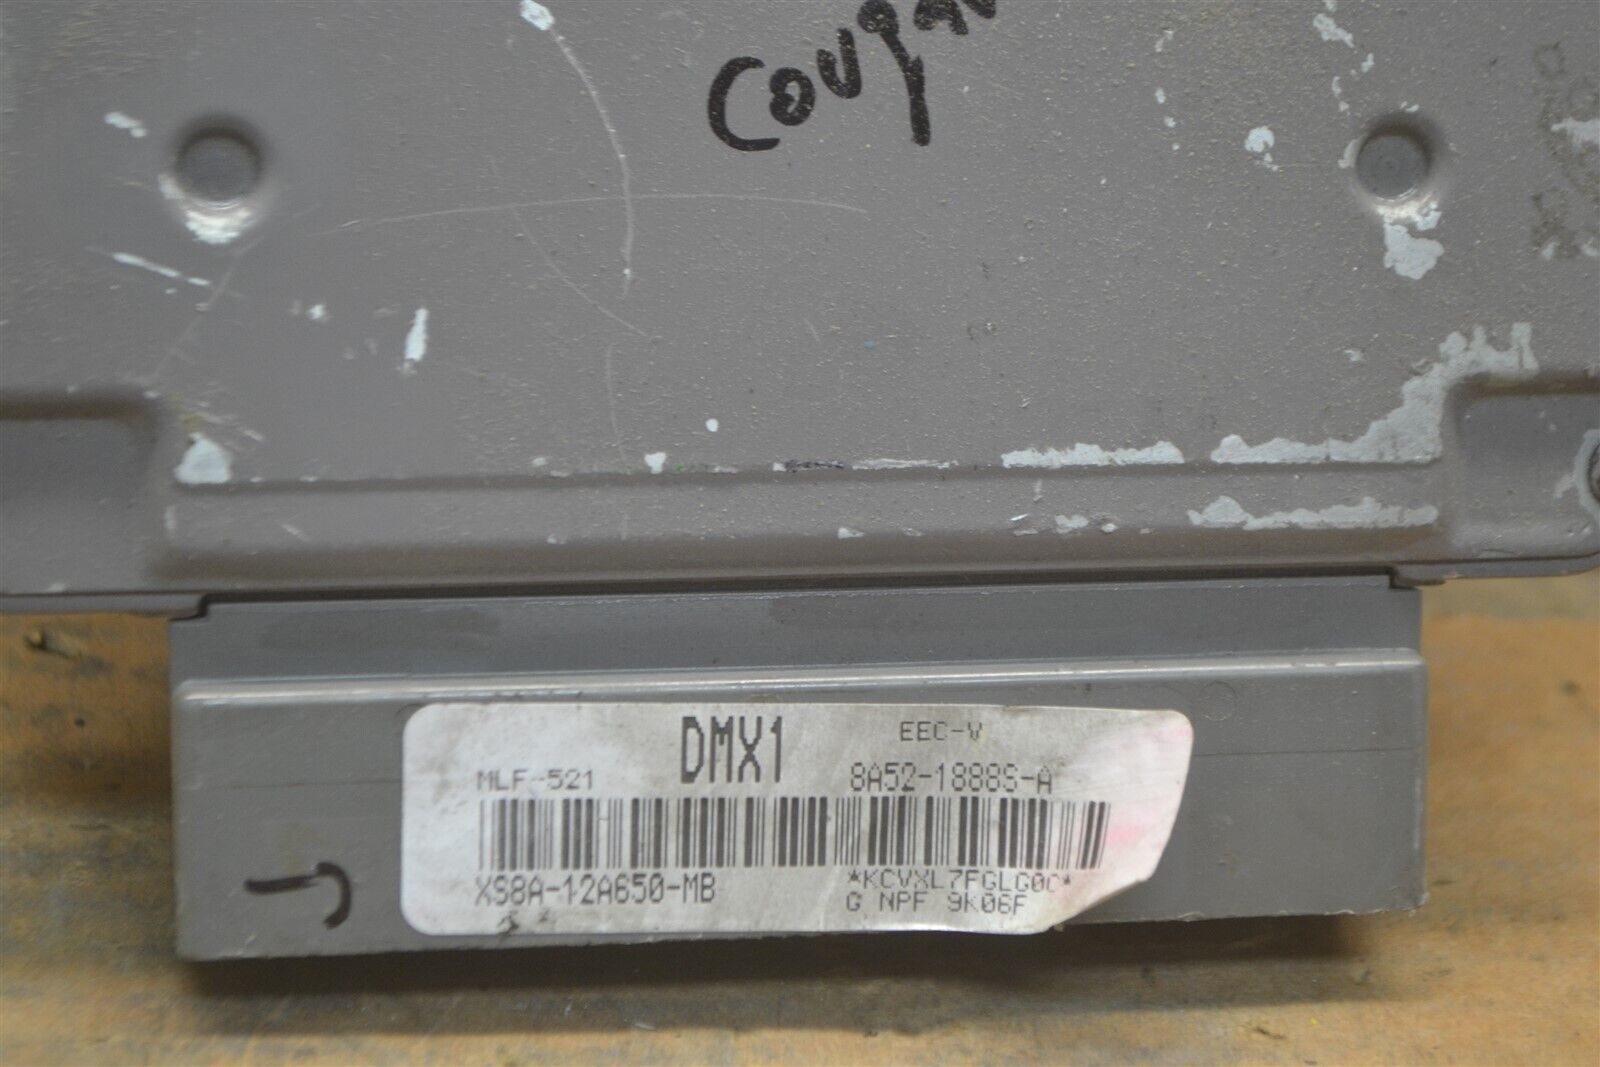 Cougar
DMX1 EEC-V
MLF-521 8A52-1888S-A
XS8A-12A650-MB *KCVXL7FGLG0C*
G NPF 9K06F